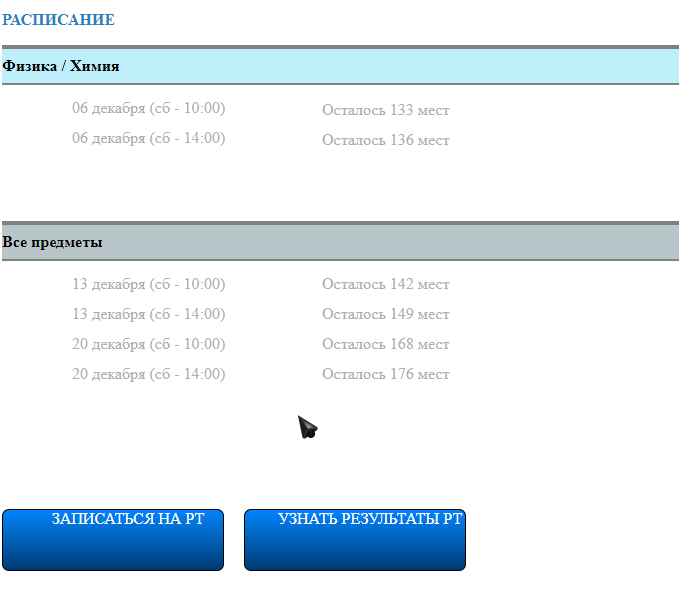 РАСПИСАНИЕ
Физика / Химия
06 декабря (сб - 10:00) Осталось 133 мест
06 декабря (сб - 14:00) Осталось 136 мест
Все предметы
13 декабря (сб - 10:00) Осталось 142 мест
13 декабря (сб - 14:00) Осталось 149 мест
20 декабря (сб - 10:00) Осталось 168 мест
20 декабря (сб - 14:00) Осталось 176 мест
ЗАПИСАТЬСЯ НА РТ УЗНАТЬ РЕЗУЛЬТАТЫ РТ